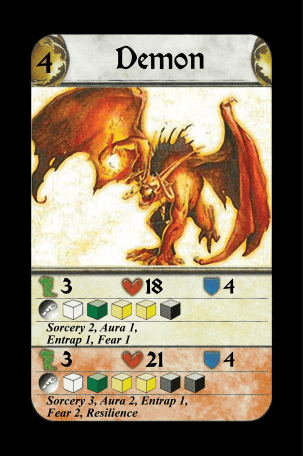 4 Demon
3 18 4
Sorcery 2, Aura 1,
Entrap 1, Fear 1
3 21 4
Sorcery 3, Aura 2, Entrap 1,
Fear 2, Resilience